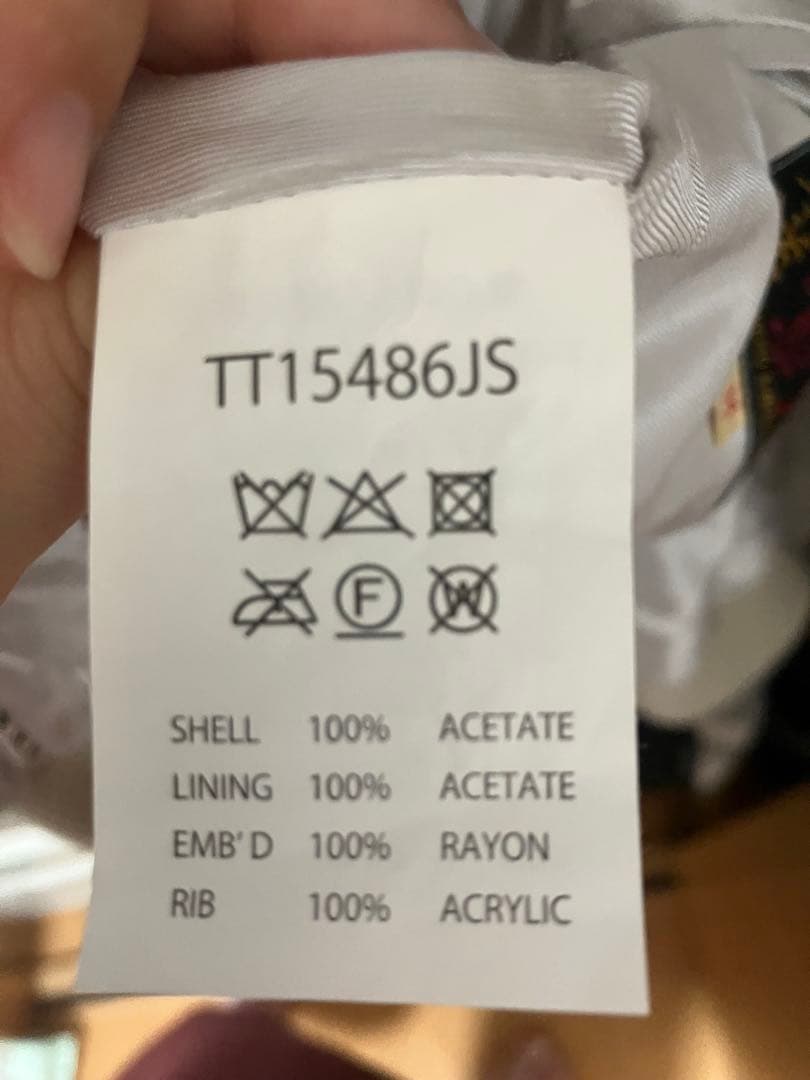 TT15486JS
F W
SHELL 100% ACETATE
LINING 100% ACETATE
EMB'D 100% RAYON
RIB 100% ACRYLIC